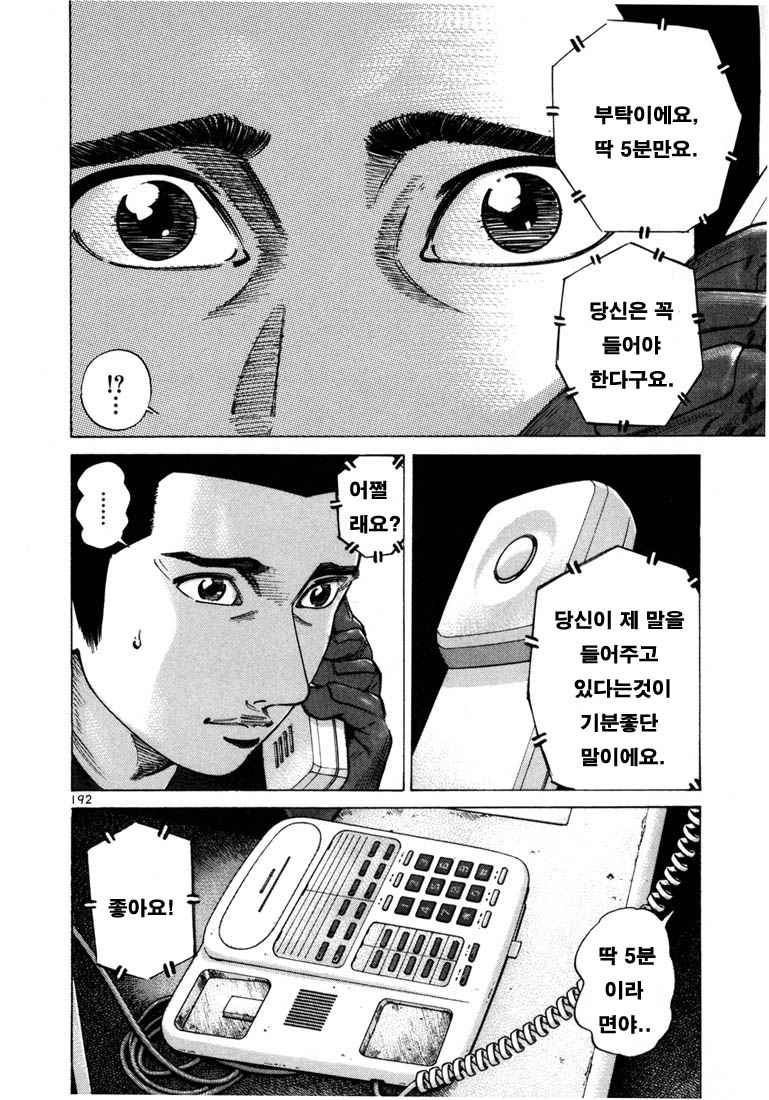 부탁이에요,
딱 5분만요.
당신은 꼭
들어야
한다구요.
!?
…
……
어쩔
래요?
당신이 제 말을
들어주고
있다는것이
기분좋단
말이에요.
192
좋아요!
딱 5분
이라
면야..